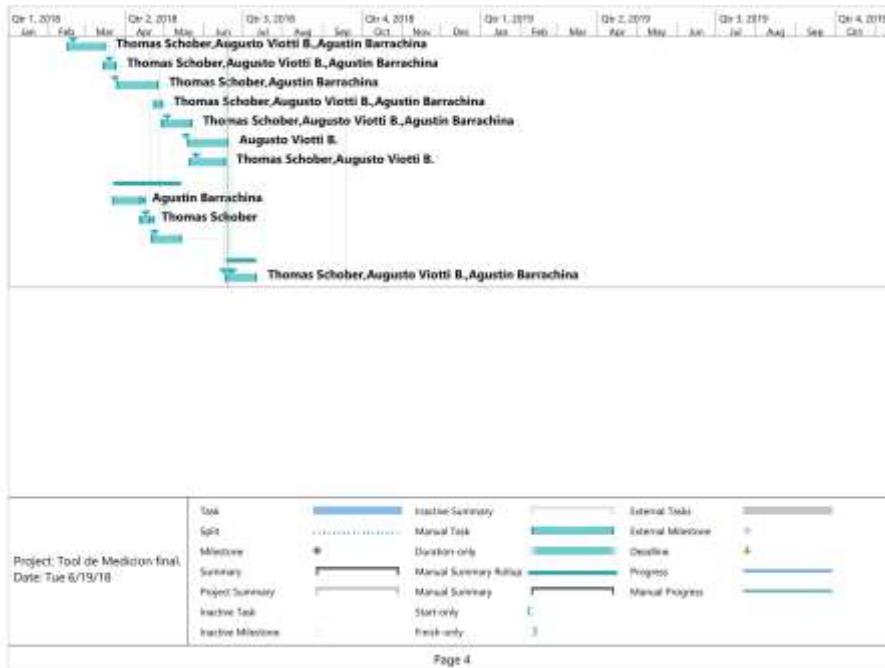 Qtr 1, 2018 Qtr 2, 2018 Qtr 3, 2018 Qtr 4, 2018 Qtr 1, 2019 Qtr 2, 2019 Qtr 3, 2019 Qtr 4, 2019
Jan Feb Mar Apr May Jun Jul Aug Sep Oct Nov Dec Jan Feb Mar Apr May Jun Jul Aug Sep Oct
Thomas Schober,Augusto Viotti B.,Agustin Barrachina
Thomas Schober,Augusto Viotti B.,Agustin Barrachina
Thomas Schober,Agustin Barrachina
Thomas Schober,Augusto Viotti B.,Agustin Barrachina
Thomas Schober,Augusto Viotti B.,Agustin Barrachina
Augusto Viotti B.
Thomas Schober,Augusto Viotti B.
Agustin Barrachina
Thomas Schober
Thomas Schober,Augusto Viotti B.,Agustin Barrachina
Project: Tool de Medicion final.
Date: Tue 6/19/18
Task Inactive Summary External Tasks
Split Manual Task External Milestone
Milestone Duration-only Deadline
Summary Manual Summary Rollup Progress
Project Summary Manual Summary Manual Progress
Inactive Task Start-only
Inactive Milestone Finish-only
Page 4